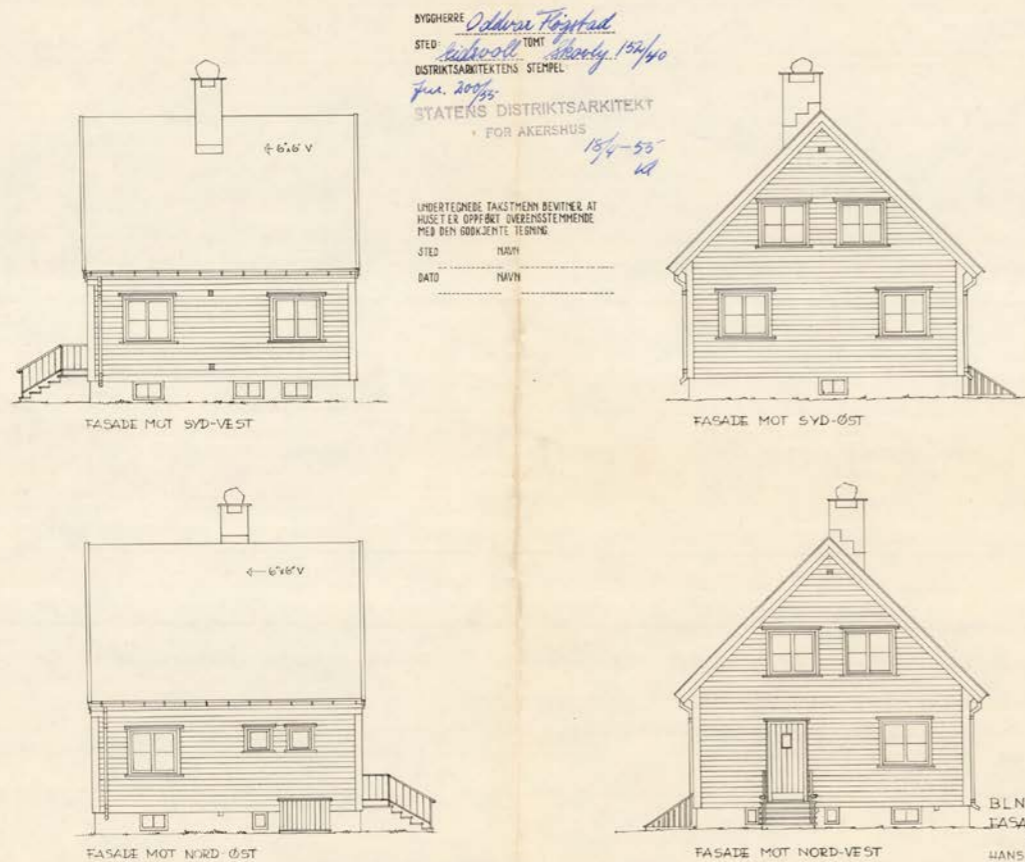 BYGGHERRE Oddvar Fløgstad
STED: Eidsvoll TOMT Skovly 152/40
DISTRIKTSARKITEKTENS STEMPEL
Jnr. 200/55
STATENS DISTRIKTSARKITEKT
FOR AKERSHUS
18/4-55
UNDERTEGNEDE TAKSTMENN BEVITNER AT
HUSET ER OPPFØRT OVERENSSTEMMENDE
MED DEN GODKJENTE TEGNING.
STED NAVN
DATO NAVN
6"x6" V
FASADE MOT SYD-VEST
FASADE MOT SYD-ØST
6"x6" V
FASADE MOT NORD-ØST
FASADE MOT NORD-VEST
BLN
FASA
HANS